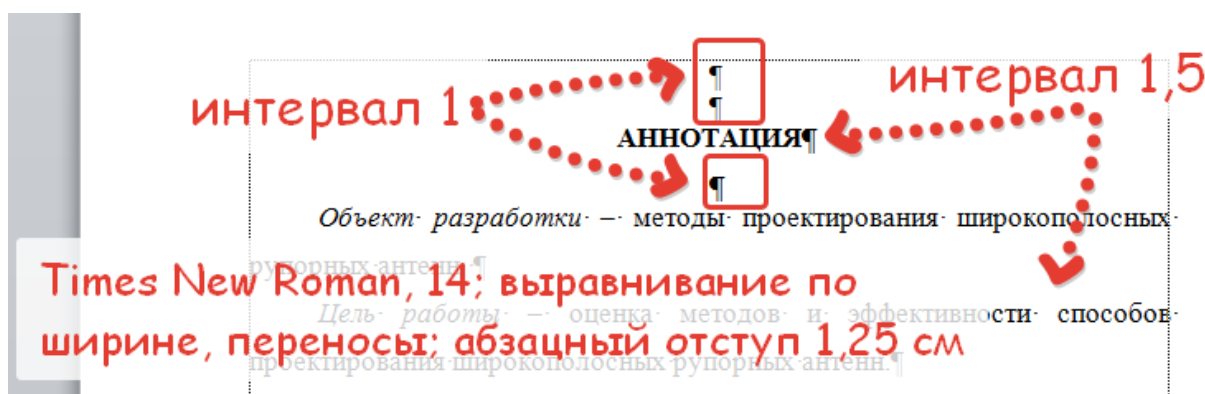 ¶
¶
интервал 1
интервал 1,5
АННОТАЦИЯ¶
¶
Объект разработки – методы проектирования широкополосных
рупорных антенн.¶
Times New Roman, 14; выравнивание по
ширине, переносы; абзацный отступ 1,25 см
Цель работы – оценка методов и эффективности способов
проектирования широкополосных рупорных антенн.¶